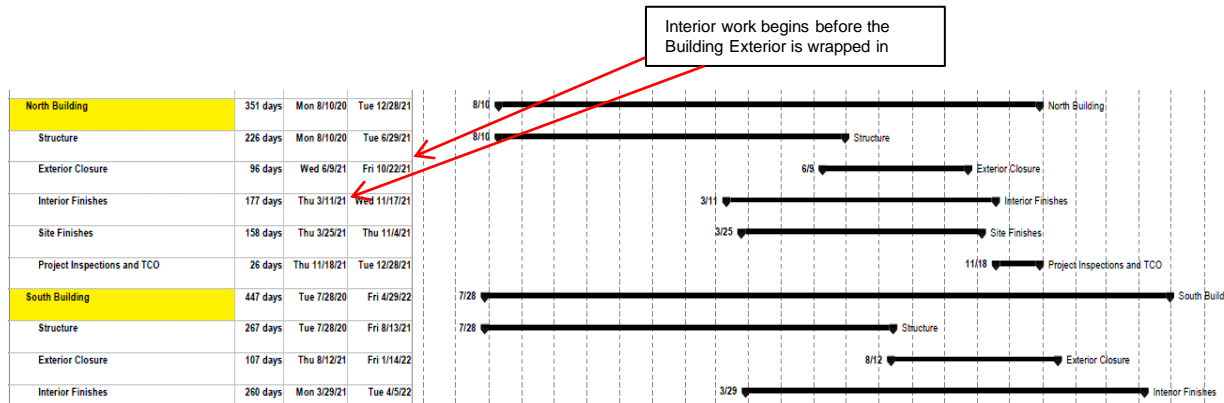 Interior work begins before the
Building Exterior is wrapped in
North Building 351 days Mon 8/10/20 Tue 12/28/21 8/10 North Building
Structure 226 days Mon 8/10/20 Tue 6/29/21 8/10 Structure
Exterior Closure 96 days Wed 6/9/21 Fri 10/22/21 6/9 Exterior Closure
Interior Finishes 177 days Thu 3/11/21 Wed 11/17/21 3/11 Interior Finishes
Site Finishes 158 days Thu 3/25/21 Thu 11/4/21 3/25 Site Finishes
Project Inspections and TCO 26 days Thu 11/18/21 Tue 12/28/21 11/18 Project Inspections and TCO
South Building 447 days Tue 7/28/20 Fri 4/29/22 7/28 South Build
Structure 267 days Tue 7/28/20 Fri 8/13/21 7/28 Structure
Exterior Closure 107 days Thu 8/12/21 Fri 1/14/22 8/12 Exterior Closure
Interior Finishes 260 days Mon 3/29/21 Tue 4/5/22 3/29 Interior Finishes